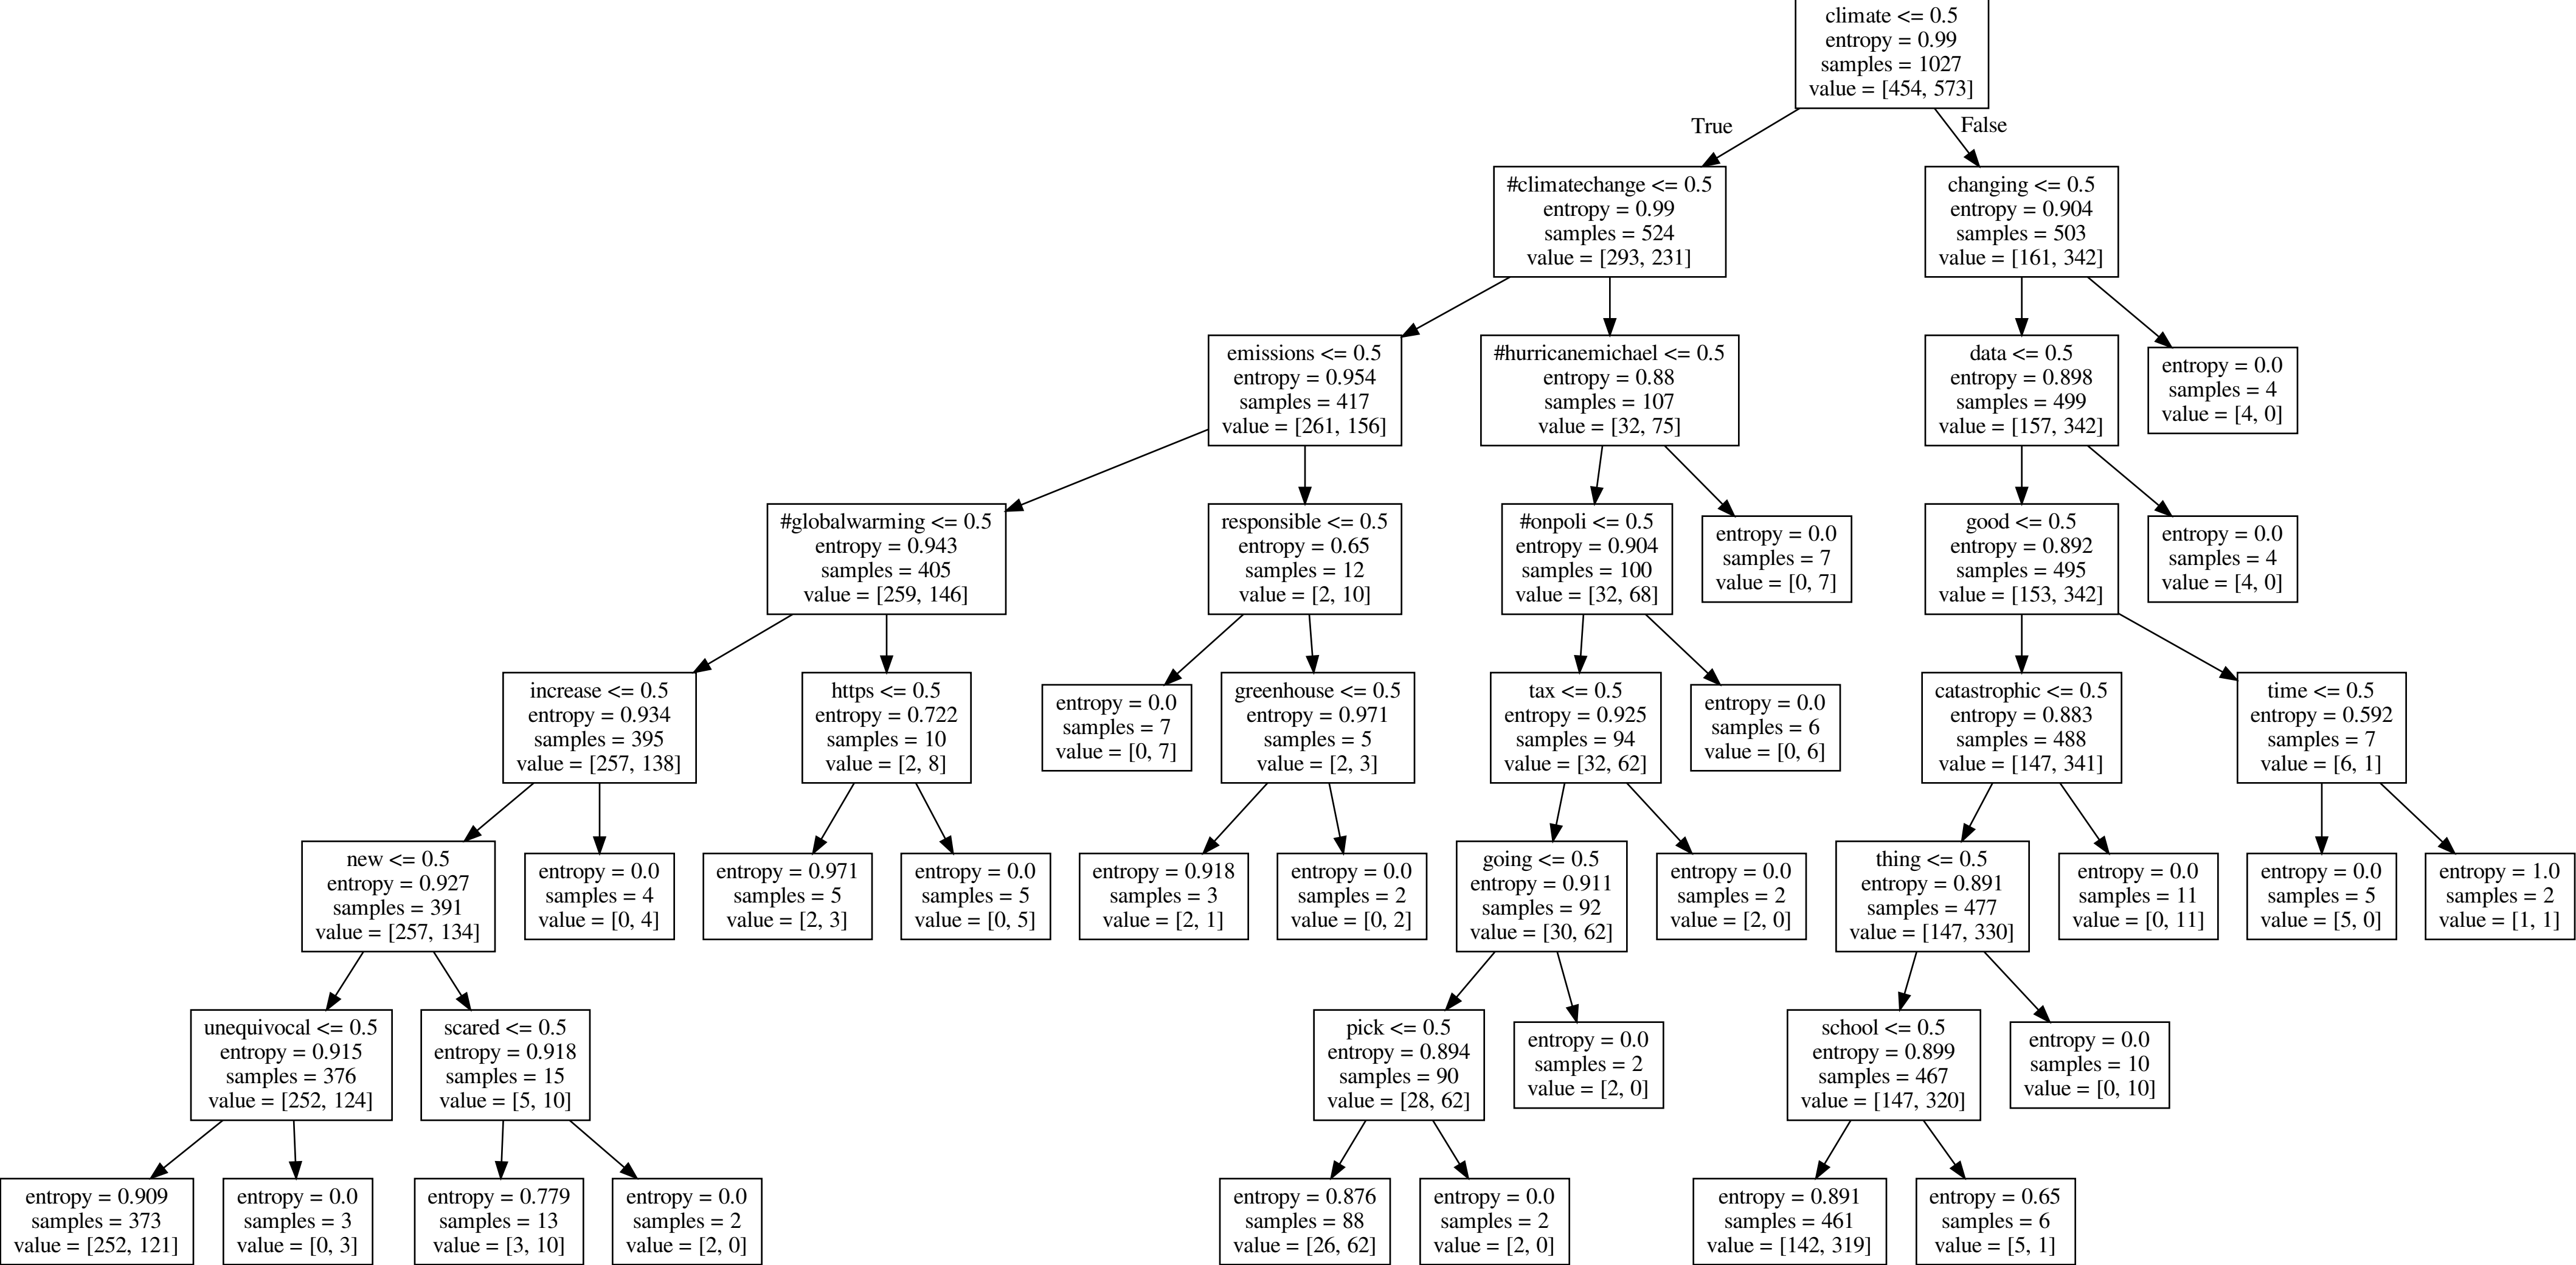 climate <= 0.5
entropy = 0.99
samples = 1027
value = [454, 573]
True
False
#climatechange <= 0.5
entropy = 0.99
samples = 524
value = [293, 231]
changing <= 0.5
entropy = 0.904
samples = 503
value = [161, 342]
emissions <= 0.5
entropy = 0.954
samples = 417
value = [261, 156]
#hurricanemichael <= 0.5
entropy = 0.88
samples = 107
value = [32, 75]
data <= 0.5
entropy = 0.898
samples = 499
value = [157, 342]
entropy = 0.0
samples = 4
value = [4, 0]
#globalwarming <= 0.5
entropy = 0.943
samples = 405
value = [259, 146]
responsible <= 0.5
entropy = 0.65
samples = 12
value = [2, 10]
#onpoli <= 0.5
entropy = 0.904
samples = 100
value = [32, 68]
entropy = 0.0
samples = 7
value = [0, 7]
good <= 0.5
entropy = 0.892
samples = 495
value = [153, 342]
entropy = 0.0
samples = 4
value = [4, 0]
increase <= 0.5
entropy = 0.934
samples = 395
value = [257, 138]
https <= 0.5
entropy = 0.722
samples = 10
value = [2, 8]
entropy = 0.0
samples = 7
value = [0, 7]
greenhouse <= 0.5
entropy = 0.971
samples = 5
value = [2, 3]
tax <= 0.5
entropy = 0.925
samples = 94
value = [32, 62]
entropy = 0.0
samples = 6
value = [0, 6]
catastrophic <= 0.5
entropy = 0.883
samples = 488
value = [147, 341]
time <= 0.5
entropy = 0.592
samples = 7
value = [6, 1]
new <= 0.5
entropy = 0.927
samples = 391
value = [257, 134]
entropy = 0.0
samples = 4
value = [0, 4]
entropy = 0.971
samples = 5
value = [2, 3]
entropy = 0.0
samples = 5
value = [0, 5]
entropy = 0.918
samples = 3
value = [2, 1]
entropy = 0.0
samples = 2
value = [0, 2]
going <= 0.5
entropy = 0.911
samples = 92
value = [30, 62]
entropy = 0.0
samples = 2
value = [2, 0]
thing <= 0.5
entropy = 0.891
samples = 477
value = [147, 330]
entropy = 0.0
samples = 11
value = [0, 11]
entropy = 0.0
samples = 5
value = [5, 0]
entropy = 1.0
samples = 2
value = [1, 1]
unequivocal <= 0.5
entropy = 0.915
samples = 376
value = [252, 124]
scared <= 0.5
entropy = 0.918
samples = 15
value = [5, 10]
pick <= 0.5
entropy = 0.894
samples = 90
value = [28, 62]
entropy = 0.0
samples = 2
value = [2, 0]
school <= 0.5
entropy = 0.899
samples = 467
value = [147, 320]
entropy = 0.0
samples = 10
value = [0, 10]
entropy = 0.909
samples = 373
value = [252, 121]
entropy = 0.0
samples = 3
value = [0, 3]
entropy = 0.779
samples = 13
value = [3, 10]
entropy = 0.0
samples = 2
value = [2, 0]
entropy = 0.876
samples = 88
value = [26, 62]
entropy = 0.0
samples = 2
value = [2, 0]
entropy = 0.891
samples = 461
value = [142, 319]
entropy = 0.65
samples = 6
value = [5, 1]